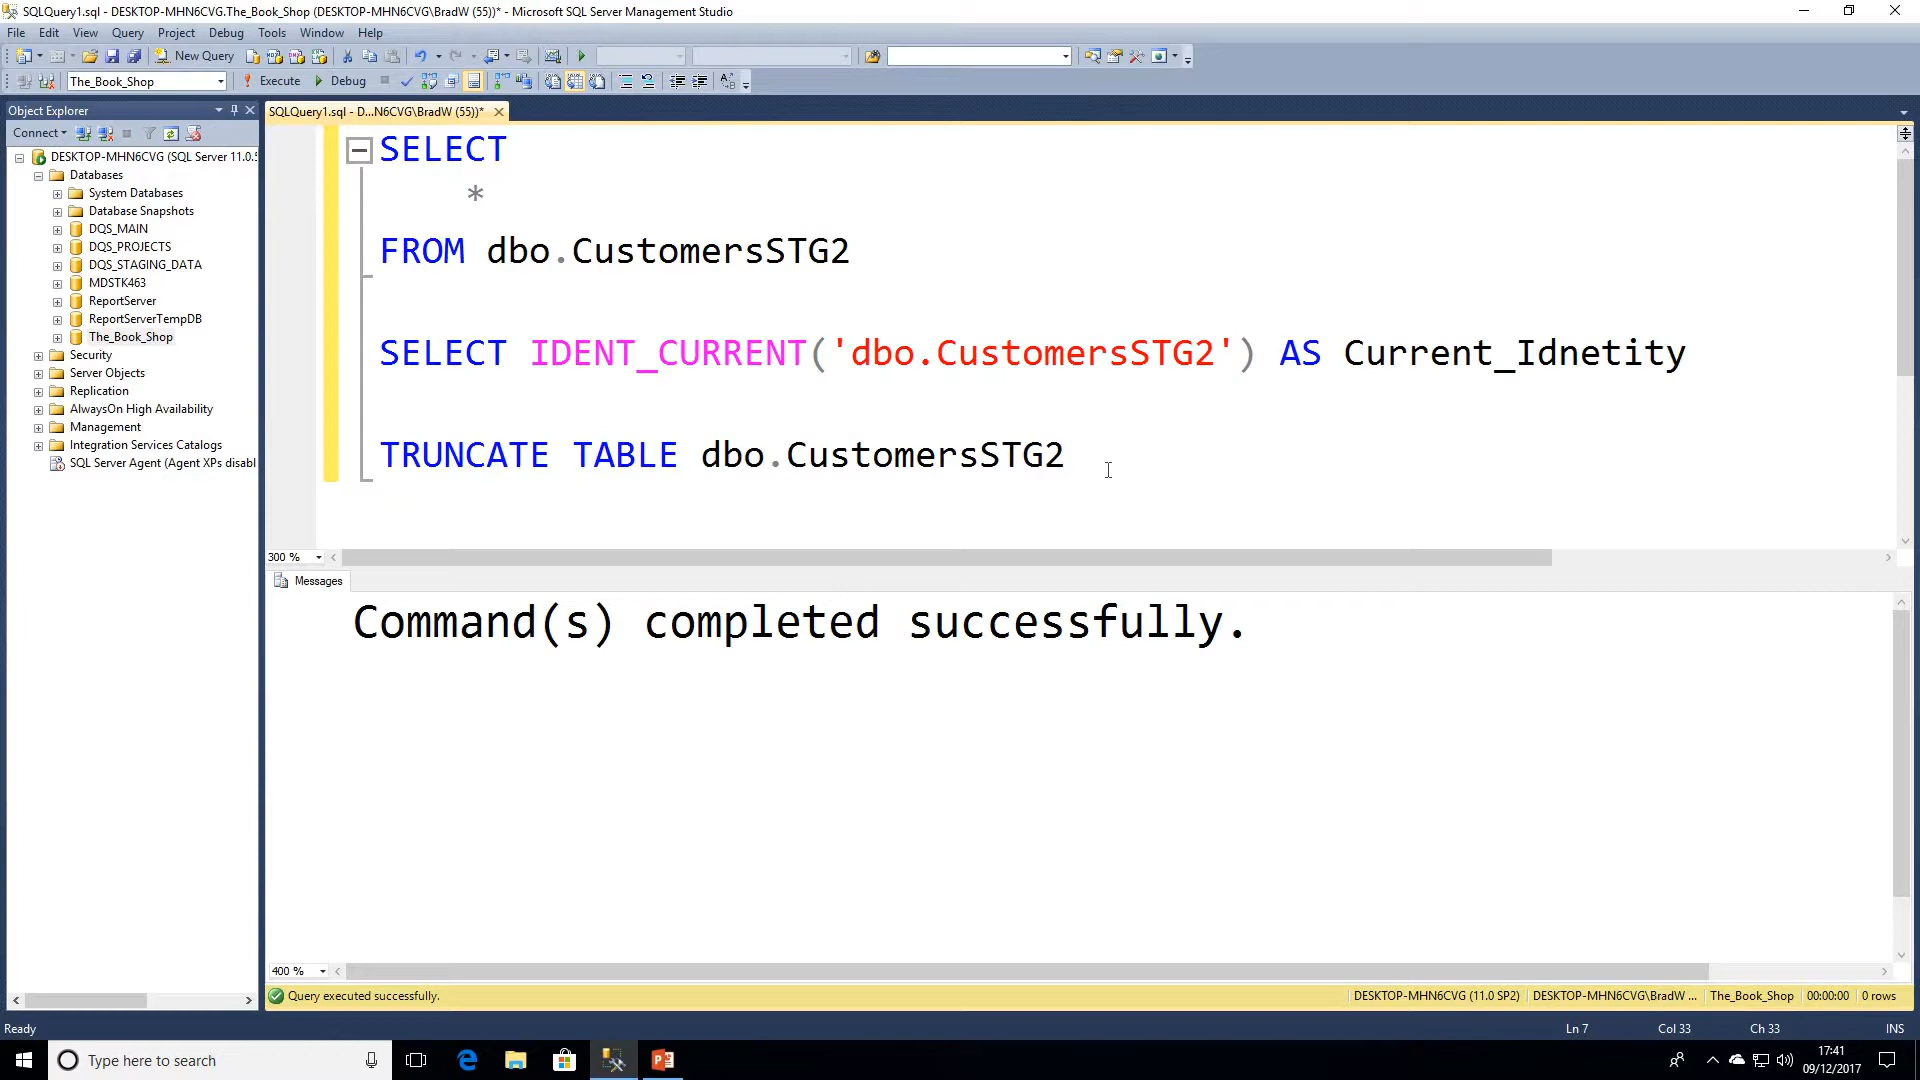 SQLQuery1.sql - DESKTOP-MHN6CVG.The_Book_Shop (DESKTOP-MHN6CVG\BradW (55))* - Microsoft SQL Server Management Studio
File Edit View Query Project Debug Tools Window Help
New Query
The_Book_Shop Execute Debug
Object Explorer
Connect
DESKTOP-MHN6CVG (SQL Server 11.0.5
Databases
System Databases
Database Snapshots
DQS_MAIN
DQS_PROJECTS
DQS_STAGING_DATA
MDSTK463
ReportServer
ReportServerTempDB
The_Book_Shop
Security
Server Objects
Replication
AlwaysOn High Availability
Management
Integration Services Catalogs
SQL Server Agent (Agent XPs disabl
SQLQuery1.sql - D...N6CVG\BradW (55))*
SELECT
*
FROM dbo.CustomersSTG2
SELECT IDENT_CURRENT('dbo.CustomersSTG2') AS Current_Idnetity
TRUNCATE TABLE dbo.CustomersSTG2
300 %
Messages
Command(s) completed successfully.
400 %
Query executed successfully. DESKTOP-MHN6CVG (11.0 SP2) DESKTOP-MHN6CVG\BradW ... The_Book_Shop 00:00:00 0 rows
Ready Ln 7 Col 33 Ch 33 INS
Type here to search
17:41
09/12/2017